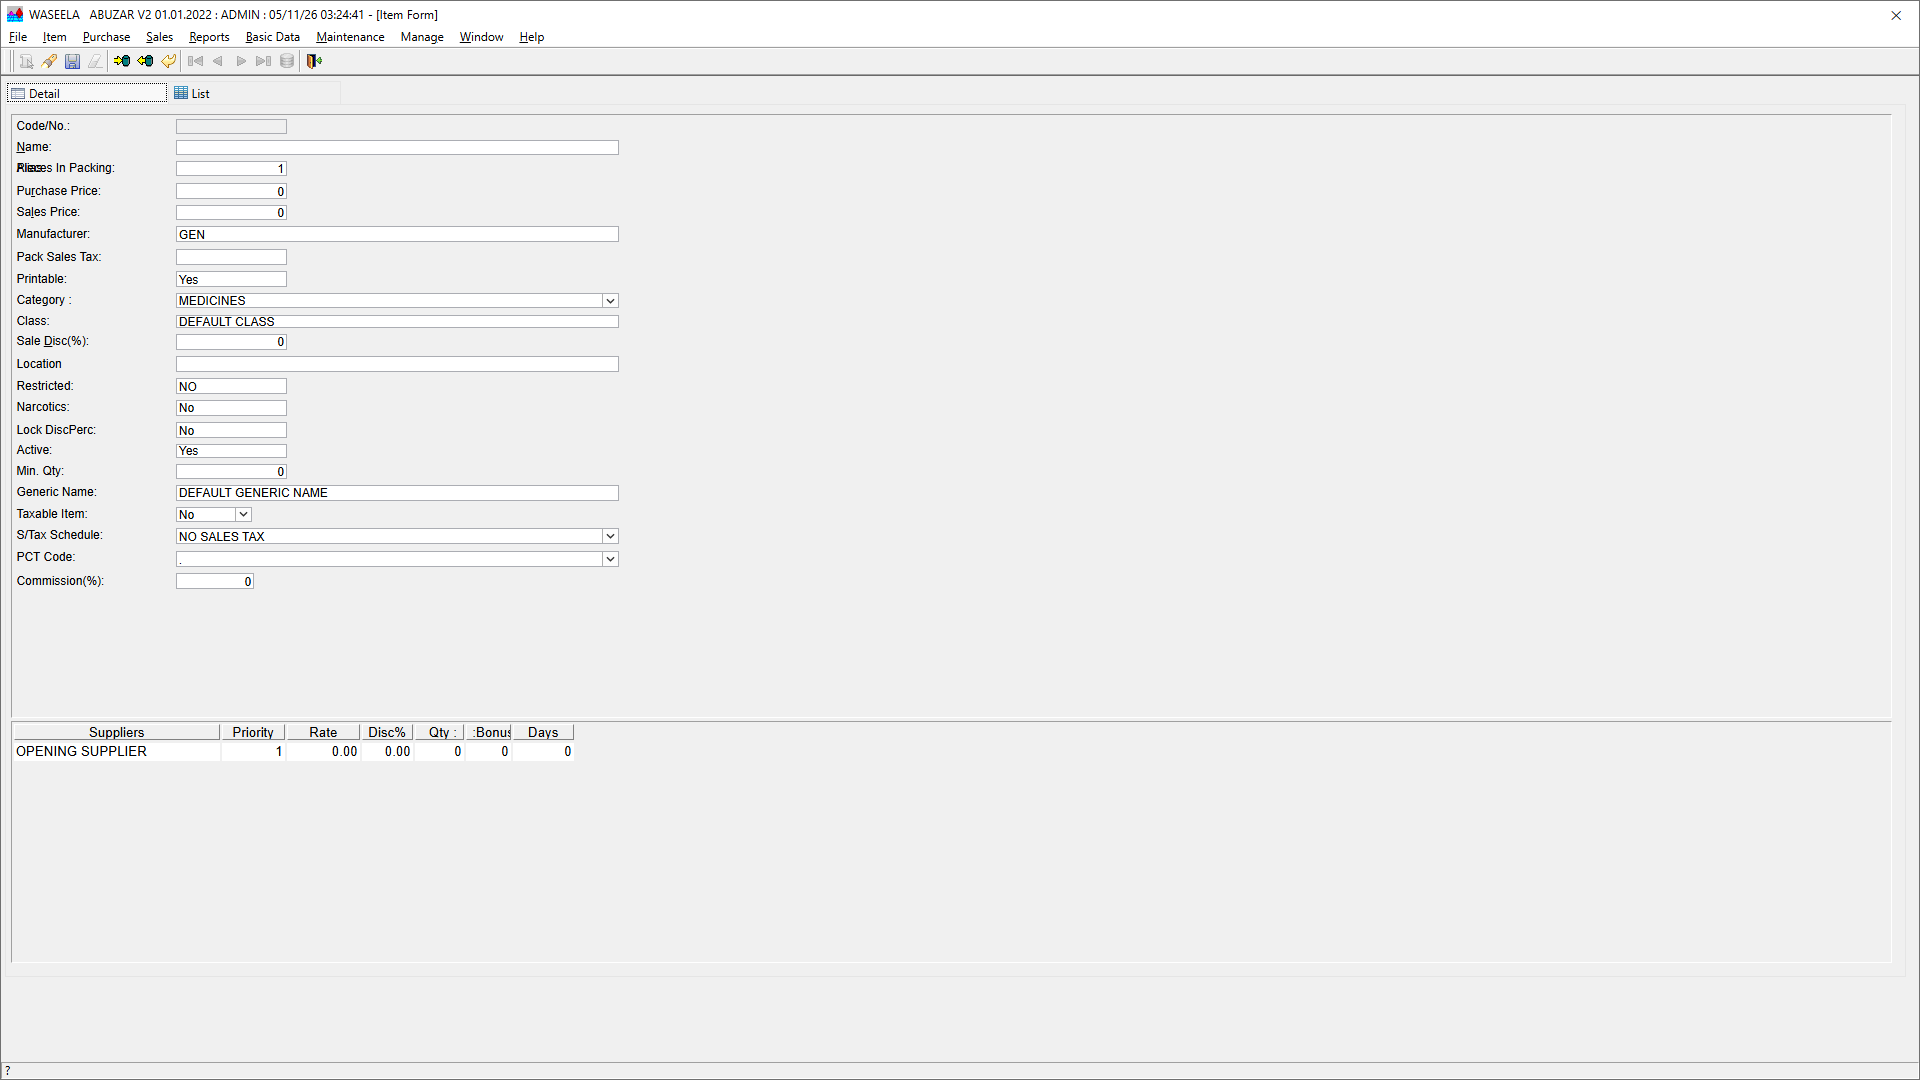 WASEELA ABUZAR V2 01.01.2022 : ADMIN : 05/11/26 03:24:41 - [Item Form]
File Item Purchase Sales Reports Basic Data Maintenance Manage Window Help
Detail List
Code/No.:
Name:
Pieces In Packing: 1
Purchase Price: 0
Sales Price: 0
Manufacturer: GEN
Pack Sales Tax:
Printable: Yes
Category : MEDICINES
Class: DEFAULT CLASS
Sale Disc(%): 0
Location
Restricted: NO
Narcotics: No
Lock DiscPerc: No
Active: Yes
Min. Qty: 0
Generic Name: DEFAULT GENERIC NAME
Taxable Item: No
S/Tax Schedule: NO SALES TAX
PCT Code: .
Commission(%): 0
Suppliers Priority Rate Disc% Qty : :Bonus Days
OPENING SUPPLIER 1 0.00 0.00 0 0 0
?